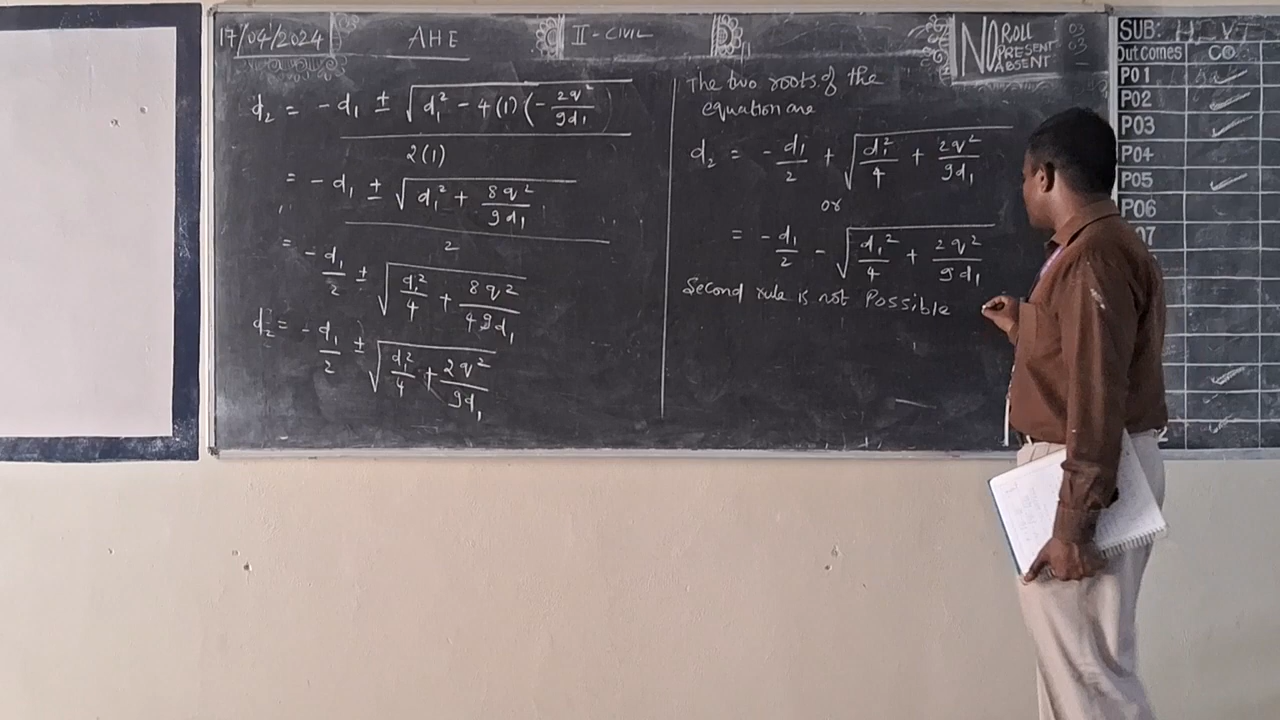 17/04/2024 AHE II-CIVIL
NO ROLL 03
PRESENT 03
ABSENT —
d₂ = -d₁ ± √(d₁² - 4(1)(-2q²/gd₁)
2(1)
= -d₁ ± √(d₁² + 8q²/gd₁
2
= -d₁/2 ± √(d₁²/4 + 8q²/4gd₁
d₂ = -d₁/2 ± √(d₁²/4 + 2q²/gd₁
The two roots of the
equation are
d₂ = -d₁/2 + √(d₁²/4 + 2q²/gd₁
or
= -d₁/2 - √(d₁²/4 + 2q²/gd₁
Second rule is not Possible
SUB:
Outcomes CO
PO1 ✓
PO2 ✓
PO3 ✓
PO4
PO5 ✓
PO6